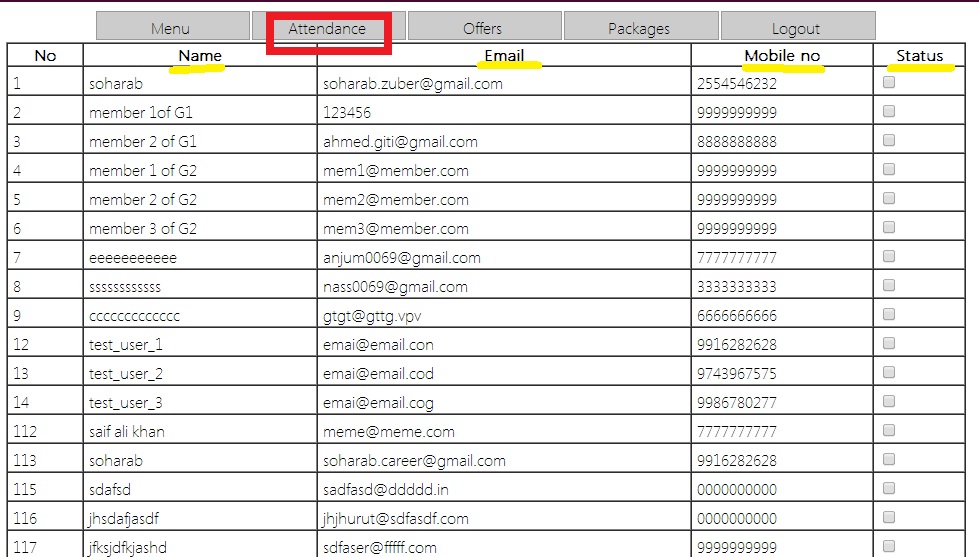 Menu Attendance Offers Packages Logout
No Name Email Mobile no Status
1 soharab soharab.zuber@gmail.com 2554546232
2 member 1of G1 123456 9999999999
3 member 2 of G1 ahmed.giti@gmail.com 8888888888
4 member 1 of G2 mem1@member.com 9999999999
5 member 2 of G2 mem2@member.com 9999999999
6 member 3 of G2 mem3@member.com 9999999999
7 eeeeeeeeeee anjum0069@gmail.com 7777777777
8 ssssssssssss nass0069@gmail.com 3333333333
9 ccccccccccccc gtgt@gttg.vpv 6666666666
12 test_user_1 emai@email.con 9916282628
13 test_user_2 emai@email.cod 9743967575
14 test_user_3 emai@email.cog 9986780277
112 saif ali khan meme@meme.com 7777777777
113 soharab soharab.career@gmail.com 9916282628
115 sdafsd sadfasd@ddddd.in 0000000000
116 jhsdafjasdf jhjhurut@sdfasdf.com 0000000000
117 jfksjdfkjashd sdfaser@fffff.com 9999999999